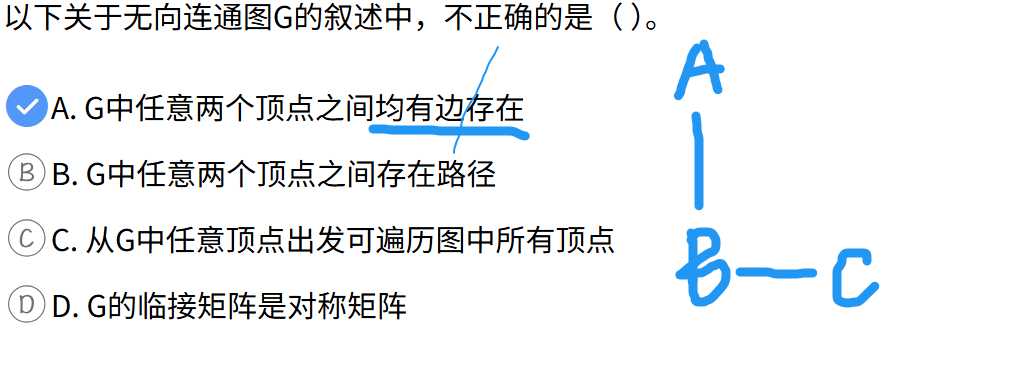 以下关于无向连通图G的叙述中，不正确的是（ ）。
A. G中任意两个顶点之间均有边存在
B B. G中任意两个顶点之间存在路径
C C. 从G中任意顶点出发可遍历图中所有顶点
D D. G的临接矩阵是对称矩阵
A
B
C